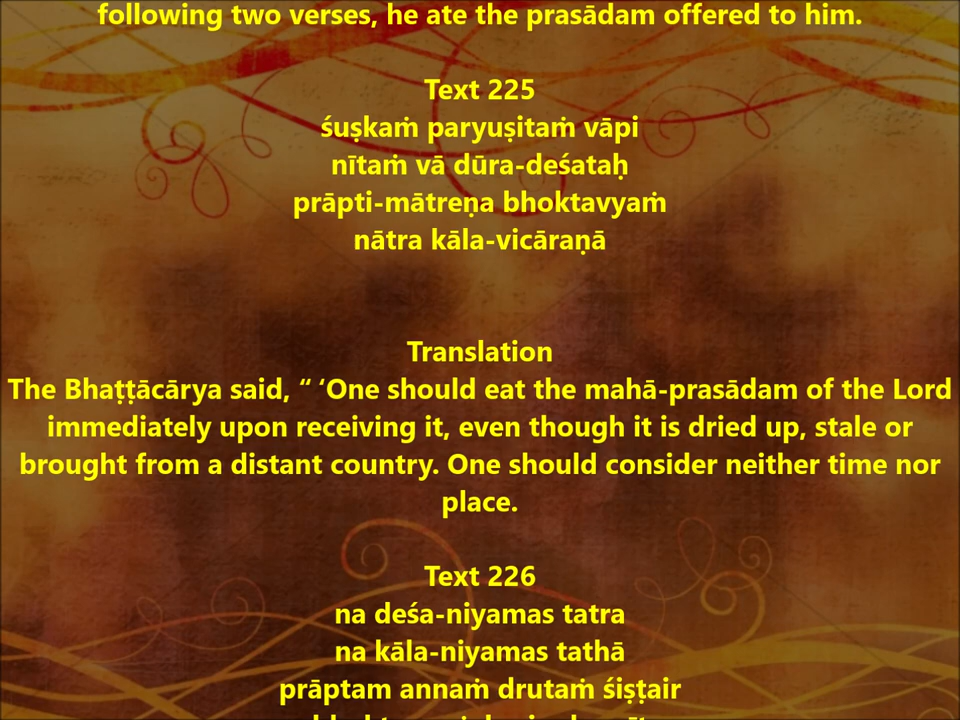 following two verses, he ate the prasādam offered to him.
Text 225
śuṣkaṁ paryuṣitaṁ vāpi
nītaṁ vā dūra-deśataḥ
prāpti-mātreṇa bhoktavyaṁ
nātra kāla-vicāraṇā
Translation
The Bhaṭṭācārya said, “ ‘One should eat the mahā-prasādam of the Lord
immediately upon receiving it, even though it is dried up, stale or
brought from a distant country. One should consider neither time nor
place.
Text 226
na deśa-niyamas tatra
na kāla-niyamas tathā
prāptam annaṁ drutaṁ śiṣṭair